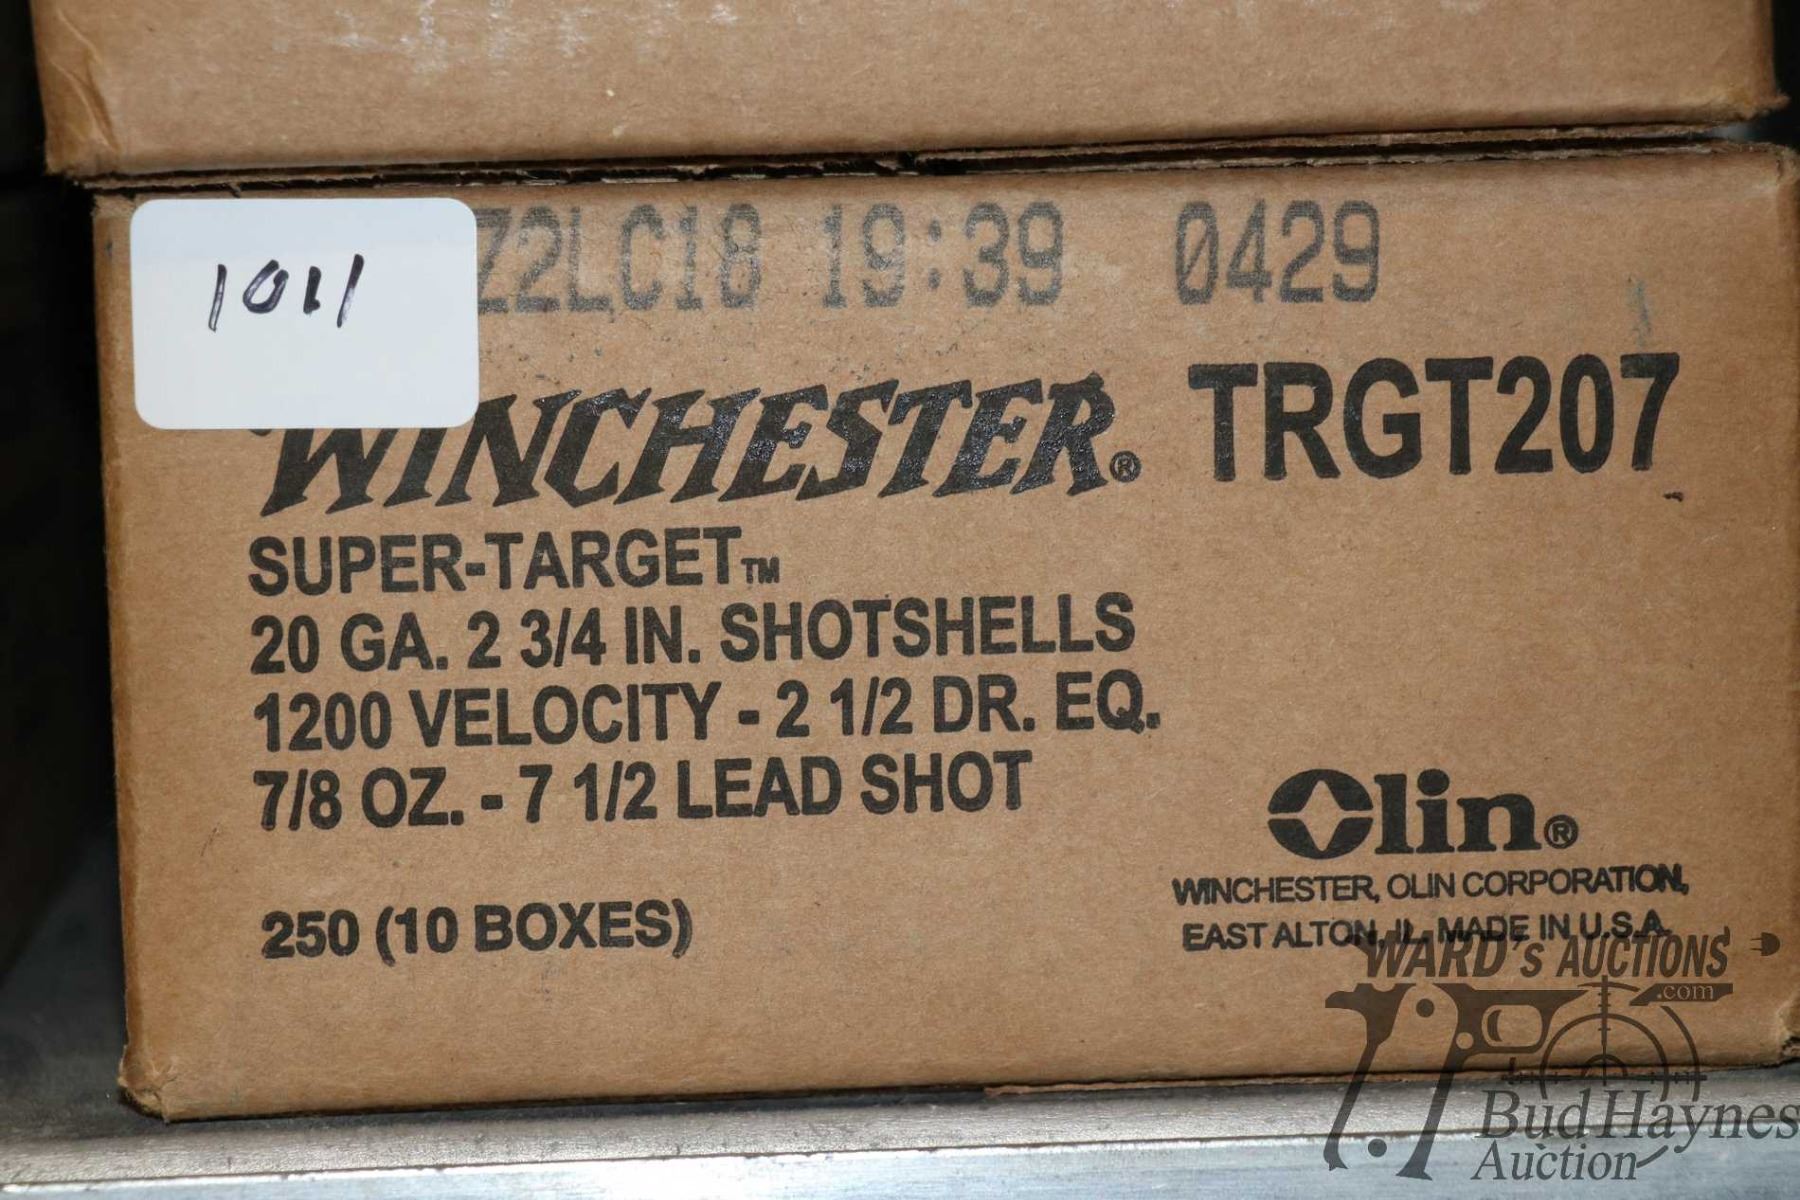 1011
Z2LC18 19:39 0429
WINCHESTER® TRGT207
SUPER-TARGET™
20 GA. 2 3/4 IN. SHOTSHELLS
1200 VELOCITY - 2 1/2 DR. EQ.
7/8 OZ. - 7 1/2 LEAD SHOT
250 (10 BOXES)
Olin®
WINCHESTER, OLIN CORPORATION,
EAST ALTON, IL MADE IN U.S.A.
WARD's AUCTIONS
.com
Bud Haynes
Auction